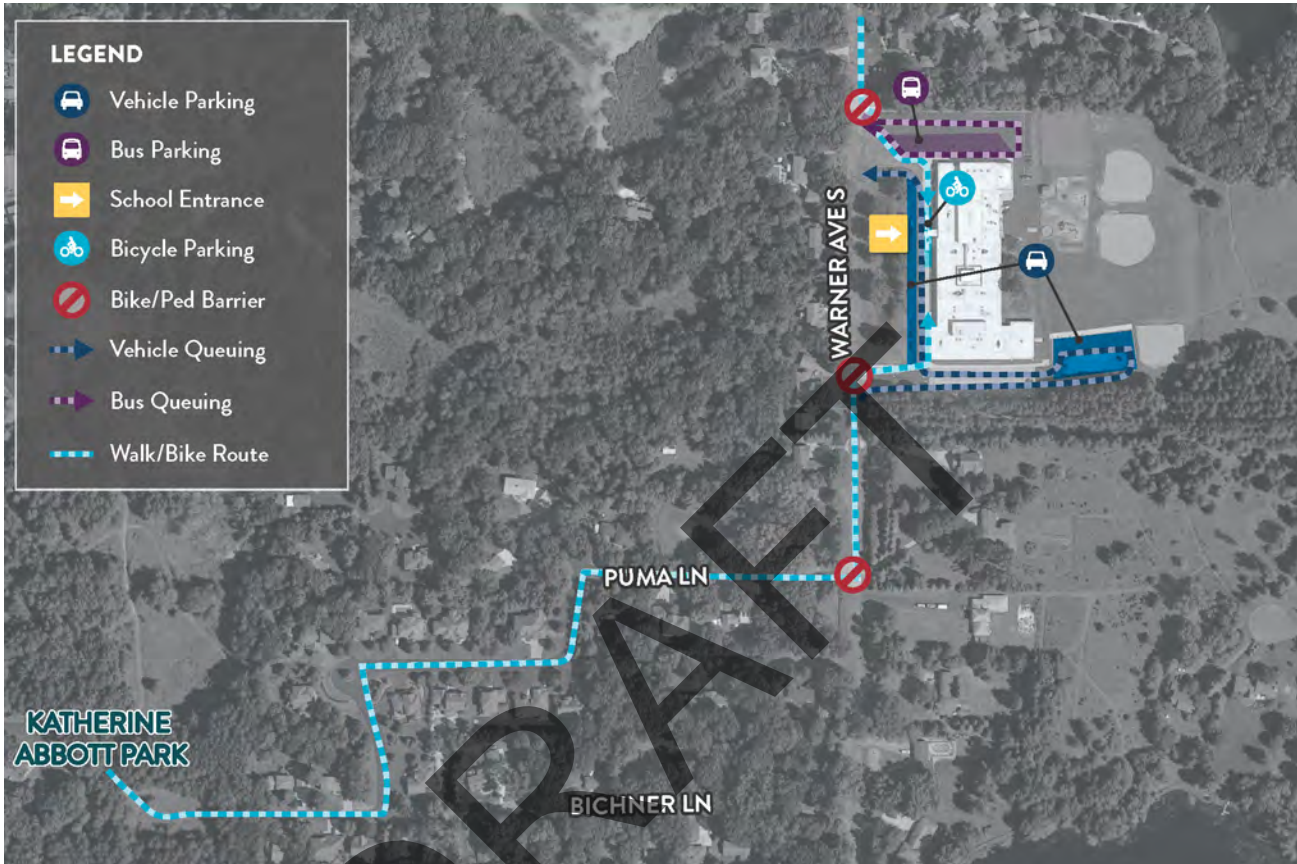 LEGEND
Vehicle Parking
Bus Parking
School Entrance
Bicycle Parking
Bike/Ped Barrier
Vehicle Queuing
Bus Queuing
Walk/Bike Route
WARNER AVE S
PUMA LN
KATHERINE
ABBOTT PARK
BICHNER LN
DRAFT